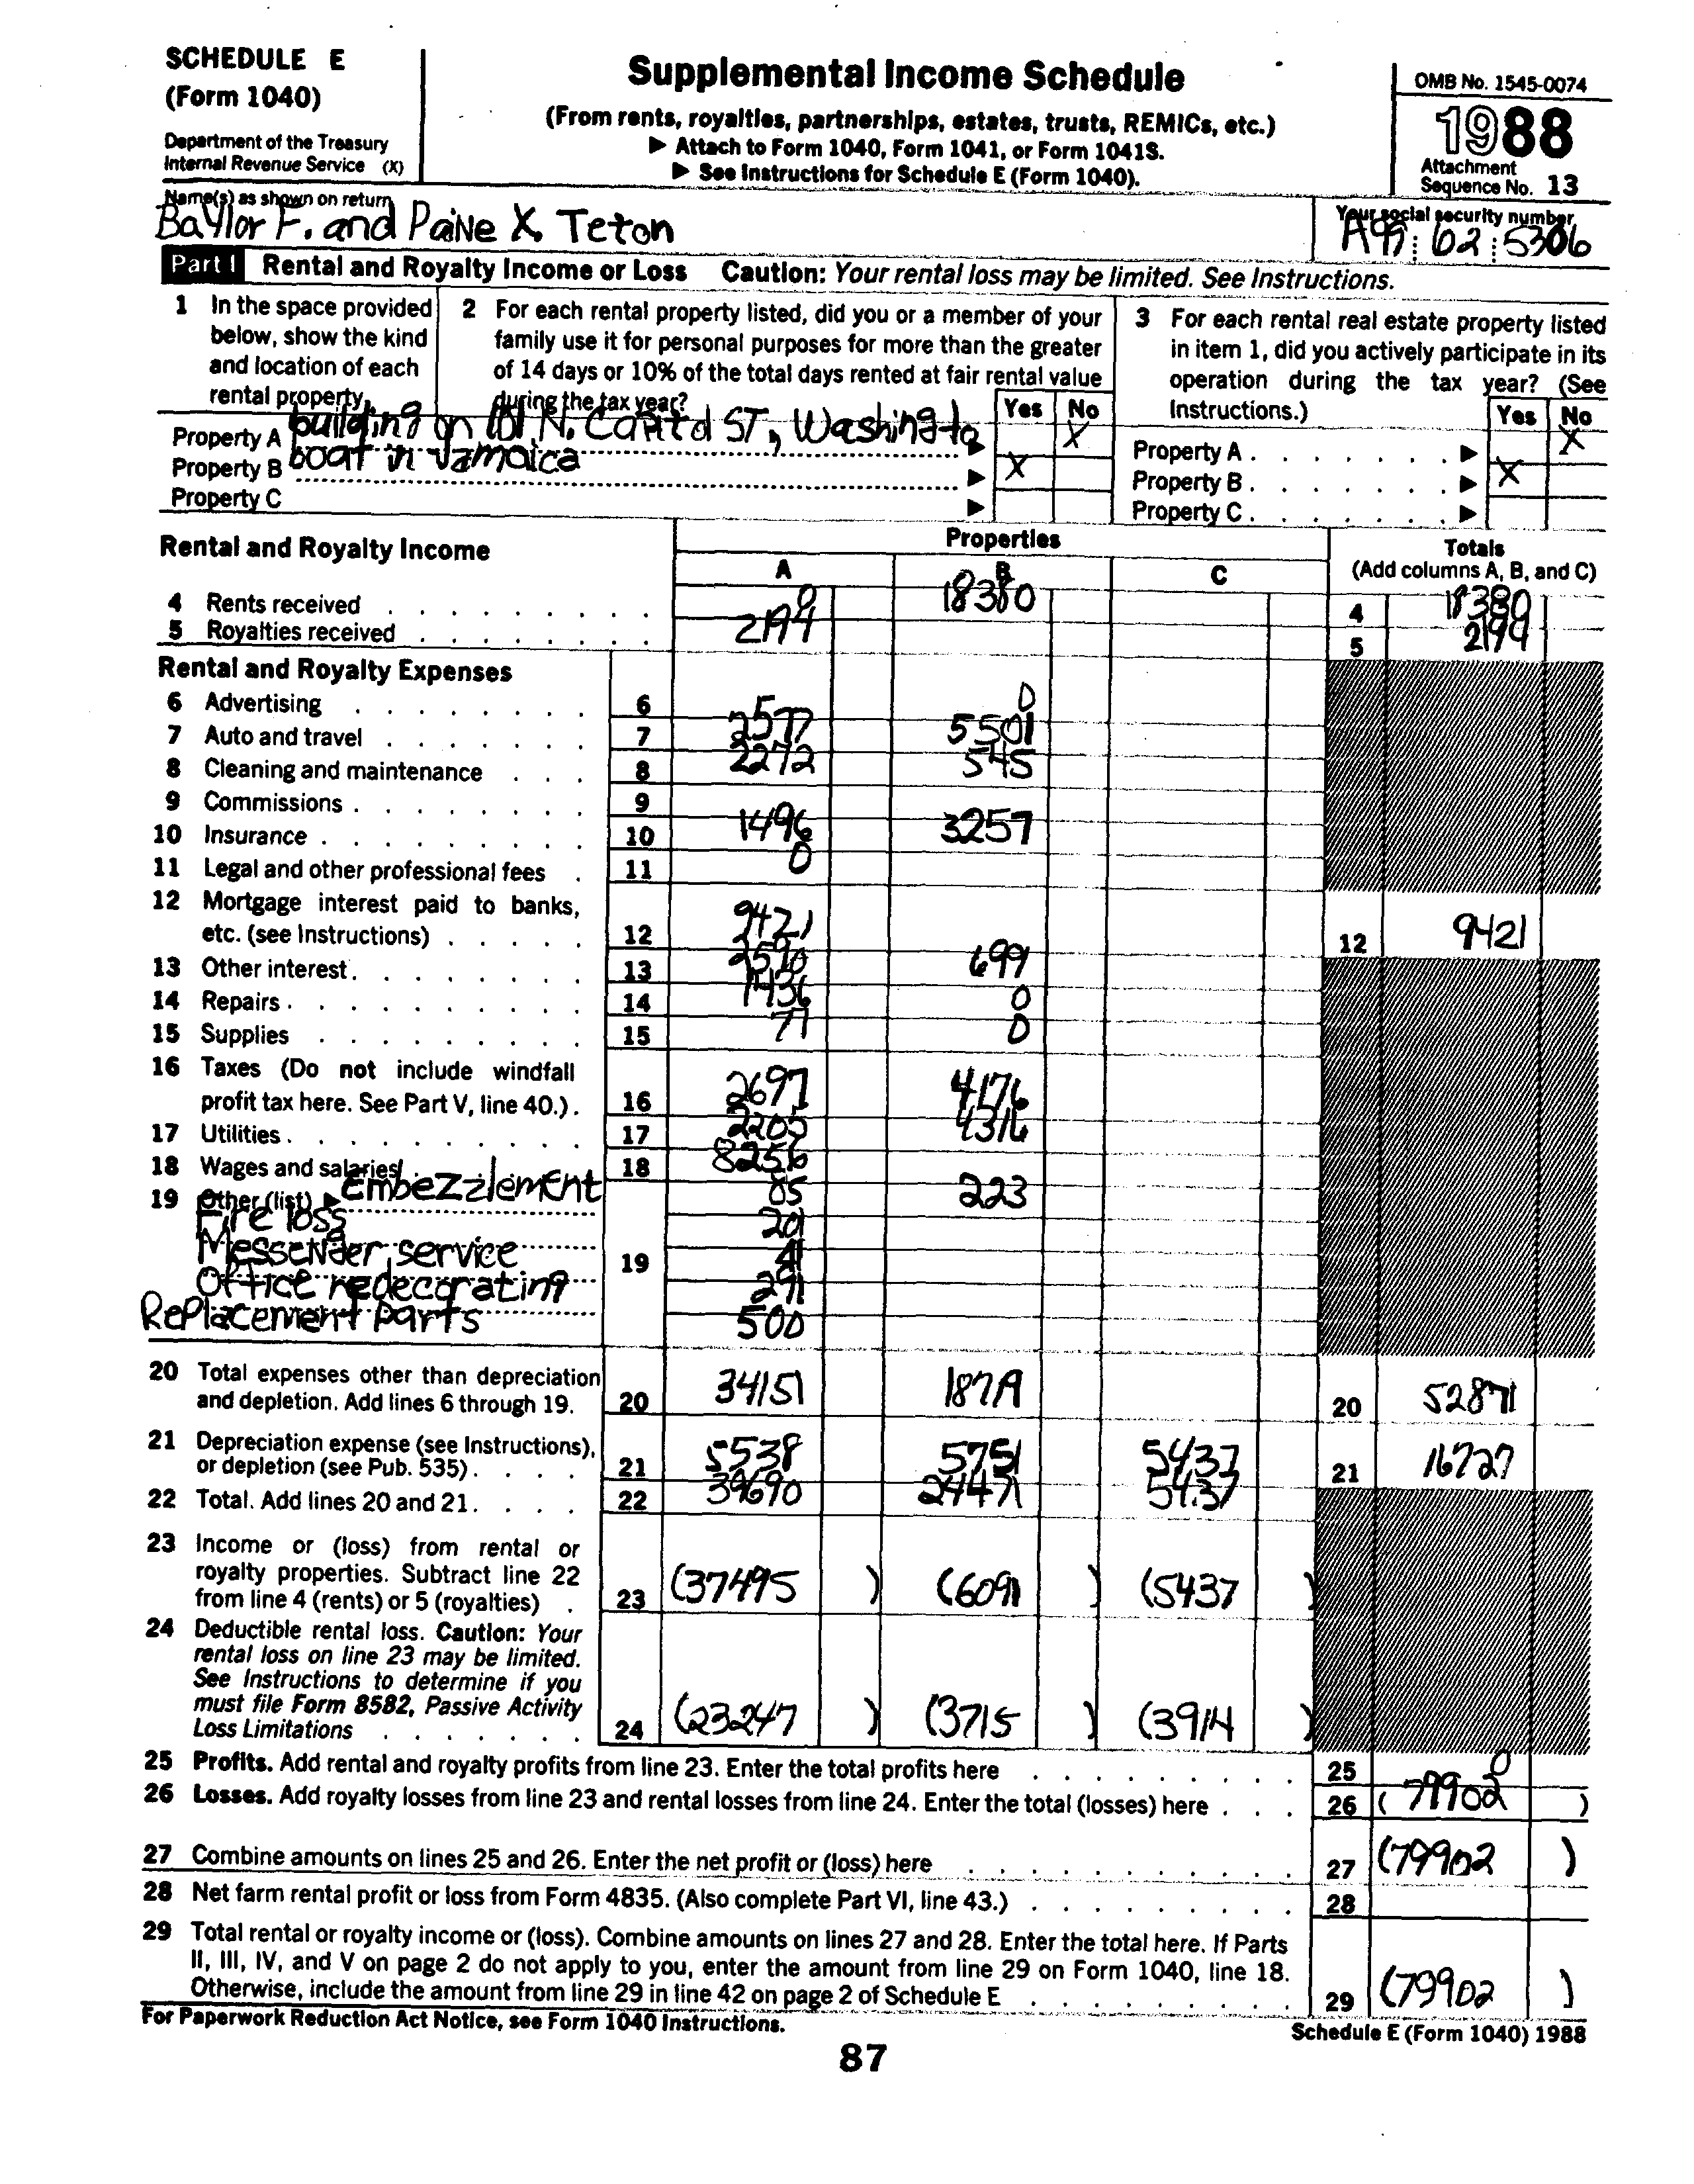 SCHEDULE E
(Form 1040)
Department of the Treasury
Internal Revenue Service (X)
Supplemental Income Schedule
(From rents, royalties, partnerships, estates, trusts, REMICs, etc.)
▶ Attach to Form 1040, Form 1041, or Form 1041S.
▶ See Instructions for Schedule E (Form 1040).
OMB No. 1545-0074
1988
Attachment
Sequence No. 13
Name(s) as shown on return
Baylor F. and Paine X. Teton
Your social security number
62 5306
Part I Rental and Royalty Income or Loss Caution: Your rental loss may be limited. See Instructions.
1 In the space provided below, show the kind and location of each rental property.
2 For each rental property listed, did you or a member of your family use it for personal purposes for more than the greater of 14 days or 10% of the total days rented at fair rental value during the tax year?
Yes No
3 For each rental real estate property listed in item 1, did you actively participate in its operation during the tax year? (See Instructions.)
Yes No
Property A building on 101 N. Capitol ST, Washington X
Property B boat in Jamaica X
Property C
Property A X
Property B X
Property C
Rental and Royalty Income
Properties
A B C
Totals
(Add columns A, B, and C)
4 Rents received 0 18380 4 18380
5 Royalties received 5
Rental and Royalty Expenses
6 Advertising 6 0
7 Auto and travel 7 2577 5501
8 Cleaning and maintenance 8 2272 545
9 Commissions 9
10 Insurance 10 1496 3257
11 Legal and other professional fees 11 0
12 Mortgage interest paid to banks, etc. (see Instructions) 12 9421 12 9421
13 Other interest 13 2590 699
14 Repairs 14 1436 0
15 Supplies 15 0
16 Taxes (Do not include windfall profit tax here. See Part V, line 40.) 16 2697 4176
17 Utilities 17 2205 4316
18 Wages and salaries 18 8256
19 Other (list) ▶ Embezzlement 85 223
Fire loss 201
Messenger service 19 41
Office redecorating
Replacement parts 500
20 Total expenses other than depreciation and depletion. Add lines 6 through 19. 20 34151 20 52871
21 Depreciation expense (see Instructions), or depletion (see Pub. 535) 21 5538 5751 5437 21 16727
22 Total. Add lines 20 and 21 22 39690 24471 5437
23 Income or (loss) from rental or royalty properties. Subtract line 22 from line 4 (rents) or 5 (royalties) 23 (37495 ) (6091 ) (5437 )
24 Deductible rental loss. Caution: Your rental loss on line 23 may be limited. See Instructions to determine if you must file Form 8582, Passive Activity Loss Limitations 24 (23247 ) (3715 ) (3914 )
25 Profits. Add rental and royalty profits from line 23. Enter the total profits here 25 0
26 Losses. Add royalty losses from line 23 and rental losses from line 24. Enter the total (losses) here 26 ( 79902 )
27 Combine amounts on lines 25 and 26. Enter the net profit or (loss) here 27 (79902 )
28 Net farm rental profit or loss from Form 4835. (Also complete Part VI, line 43.) 28
29 Total rental or royalty income or (loss). Combine amounts on lines 27 and 28. Enter the total here. If Parts II, III, IV, and V on page 2 do not apply to you, enter the amount from line 29 on Form 1040, line 18. Otherwise, include the amount from line 29 in line 42 on page 2 of Schedule E 29 (79902 )
For Paperwork Reduction Act Notice, see Form 1040 Instructions.
Schedule E (Form 1040) 1988
87